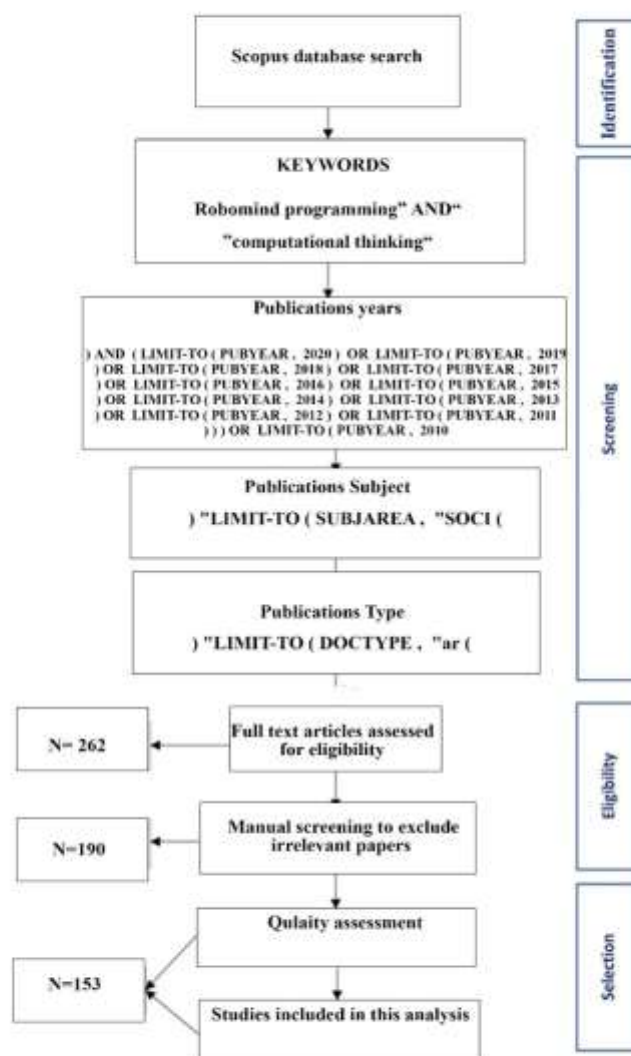 Scopus database search
Identification
KEYWORDS
Robomind programming" AND“
"computational thinking“
Publications years
) AND ( LIMIT-TO ( PUBYEAR , 2020 ) OR LIMIT-TO ( PUBYEAR , 2019
) OR LIMIT-TO ( PUBYEAR , 2018 ) OR LIMIT-TO ( PUBYEAR , 2017
) OR LIMIT-TO ( PUBYEAR , 2016 ) OR LIMIT-TO ( PUBYEAR , 2015
) OR LIMIT-TO ( PUBYEAR , 2014 ) OR LIMIT-TO ( PUBYEAR , 2013
) OR LIMIT-TO ( PUBYEAR , 2012 ) OR LIMIT-TO ( PUBYEAR , 2011
) ) ) OR LIMIT-TO ( PUBYEAR , 2010
Publications Subject
) "LIMIT-TO ( SUBJAREA , "SOCI (
Publications Type
) "LIMIT-TO ( DOCTYPE , "ar (
Screening
Full text articles assessed
for eligibility
N= 262
Manual screening to exclude
irrelevant papers
N=190
Eligibility
Qulaity assessment
N=153
Studies included in this analysis
Selection